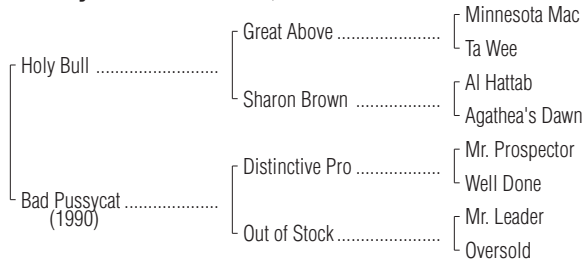 Minnesota Mac
Great Above ..................
Ta Wee
Holy Bull ........................
Al Hattab
Sharon Brown .................
Agathea's Dawn
Mr. Prospector
Distinctive Pro .................
Well Done
Bad Pussycat ...................
(1990)
Mr. Leader
Out of Stock ....................
Oversold